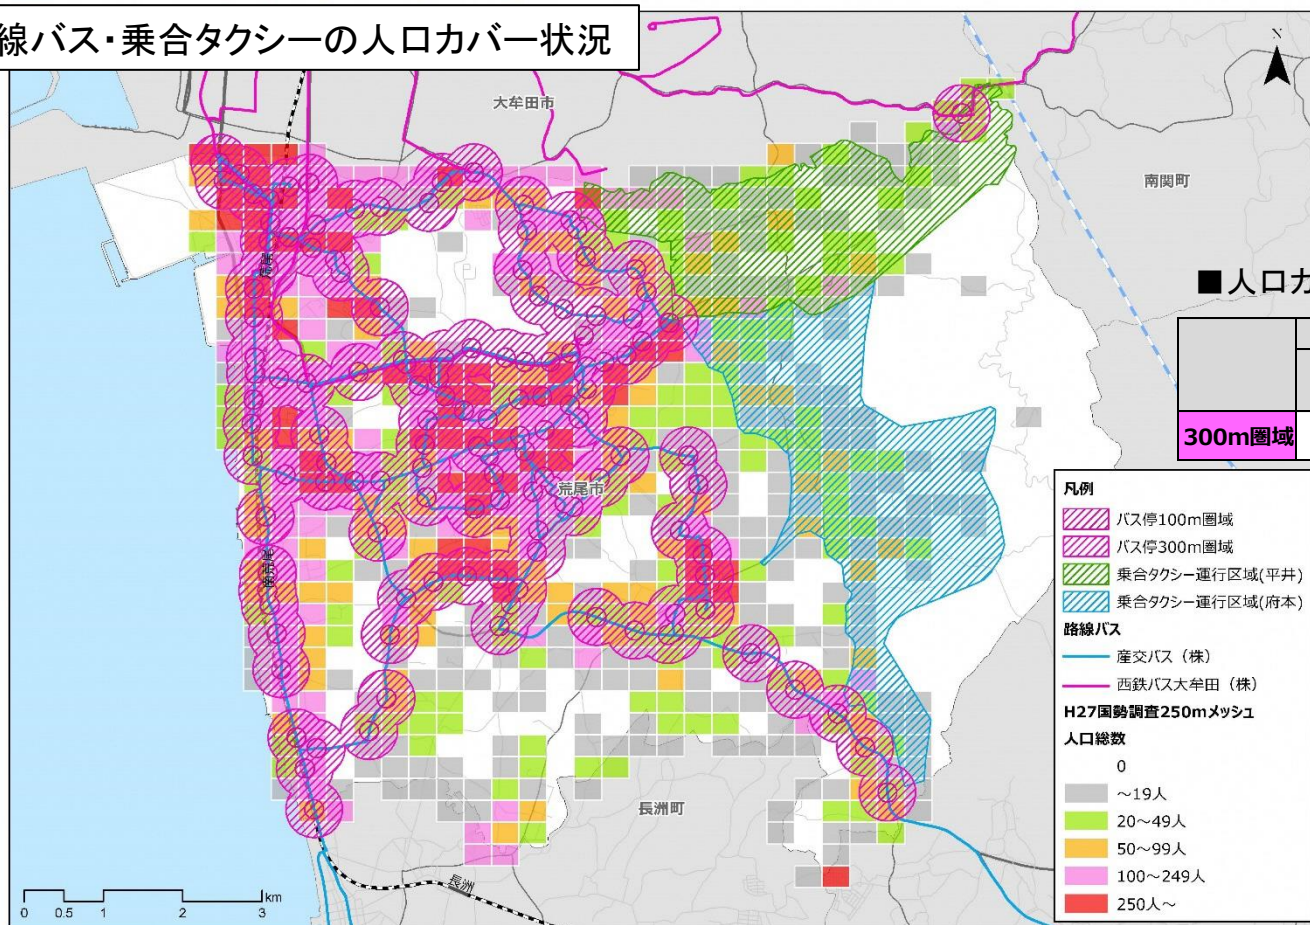 線バス・乗合タクシーの人口カバー状況
N
大牟田市
南関町
■人口カ
300m圏域
荒尾
荒尾市
南荒尾
長洲町
長洲
0 0.5 1 2 3 km
凡例
バス停100m圏域
バス停300m圏域
乗合タクシー運行区域(平井)
乗合タクシー運行区域(府本)
路線バス
産交バス（株）
西鉄バス大牟田（株）
H27国勢調査250mメッシュ
人口総数
0
～19人
20～49人
50～99人
100～249人
250人～